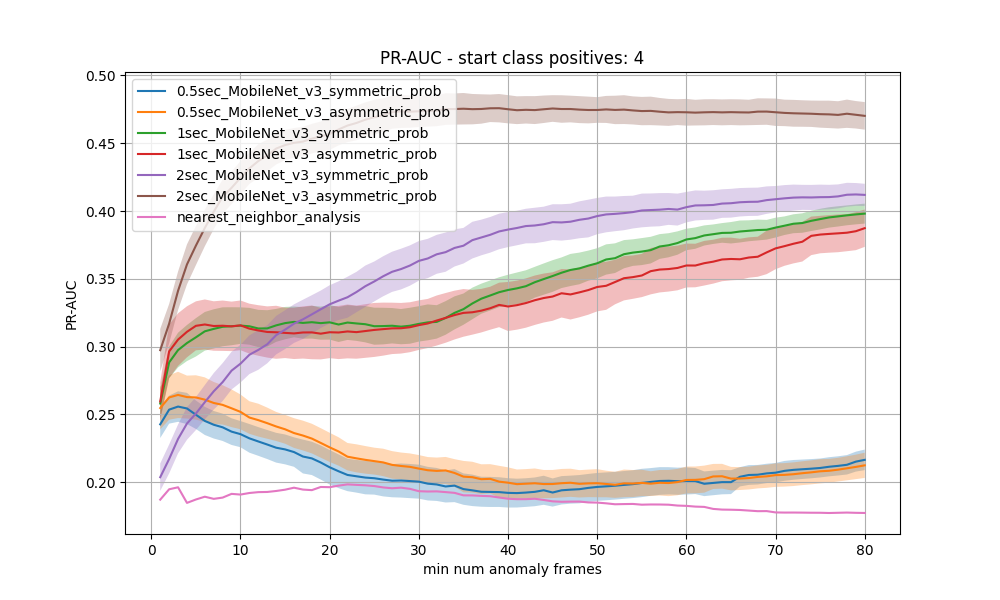 PR-AUC - start class positives: 4
0.50
0.45
0.40
0.35
0.30
0.25
0.20
PR-AUC
0.5sec_MobileNet_v3_symmetric_prob
0.5sec_MobileNet_v3_asymmetric_prob
1sec_MobileNet_v3_symmetric_prob
1sec_MobileNet_v3_asymmetric_prob
2sec_MobileNet_v3_symmetric_prob
2sec_MobileNet_v3_asymmetric_prob
nearest_neighbor_analysis
0 10 20 30 40 50 60 70 80
min num anomaly frames